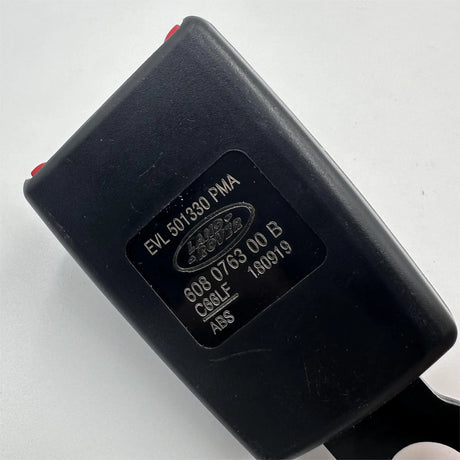 EVL 501330 PMA
LAND-
-ROVER
608 0763 00 B
C66LF 180919
ABS